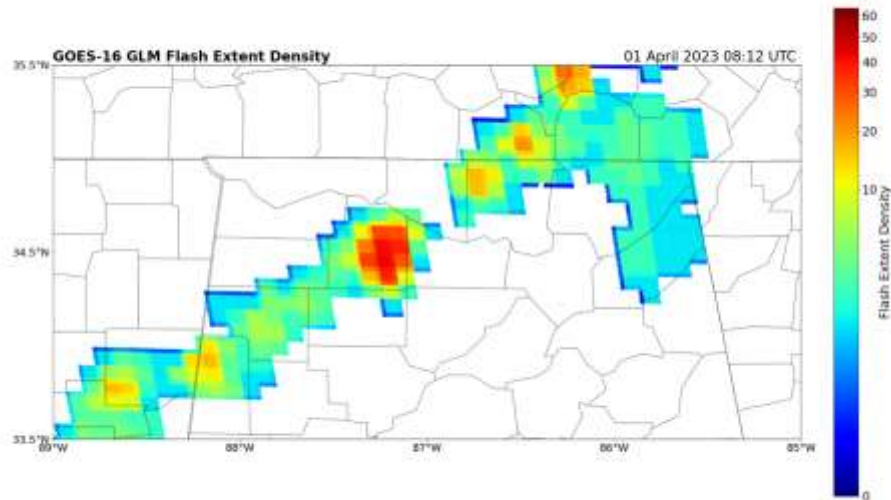 GOES-16 GLM Flash Extent Density 01 April 2023 08:12 UTC
35.5°N
34.5°N
33.5°N
89°W 88°W 87°W 86°W 85°W
60
50
40
30
20
10
0
Flash Extent Density